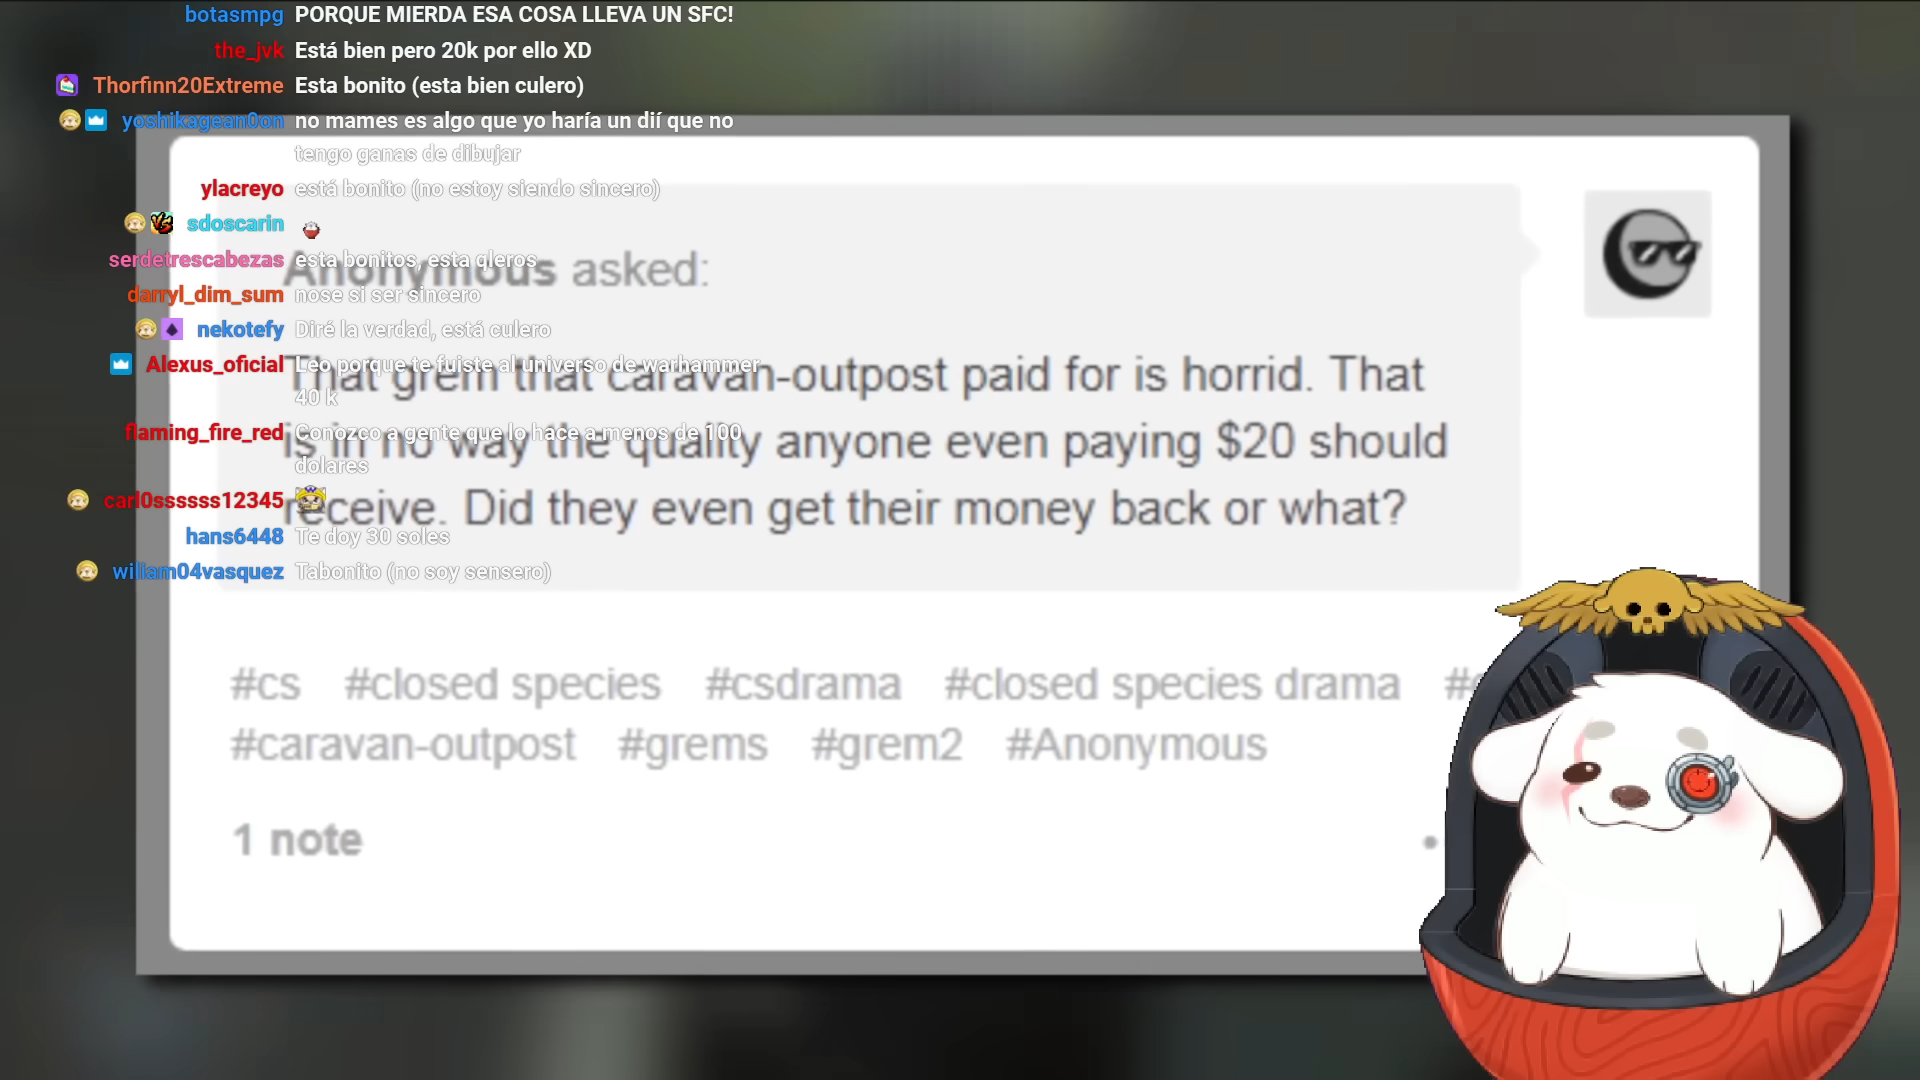 botasmpg PORQUE MIERDA ESA COSA LLEVA UN SFC!
the_jvk Está bien pero 20k por ello XD
Thorfinn20Extreme Esta bonito (esta bien culero)
yoshikagean0on no mames es algo que yo haría un dií que no
tengo ganas de dibujar
ylacreyo está bonito (no estoy siendo sincero)
sdoscarin
serdetrescabezas esta bonitos, esta qleros
darryl_dim_sum nose si ser sincero
nekotefy Diré la verdad, está culero
Alexus_oficial Leo porque te fuiste al universo de warhammer
40 k
flaming_fire_red Conozco a gente que lo hace a menos de 100
dolares
carl0ssssss12345
hans6448 Te doy 30 soles
wiliam04vasquez Tabonito (no soy sensero)
Anonymous asked:
That grem that caravan-outpost paid for is horrid. That
is in no way the quality anyone even paying $20 should
receive. Did they even get their money back or what?
#cs #closed species #csdrama #closed species drama
#caravan-outpost #grems #grem2 #Anonymous
1 note